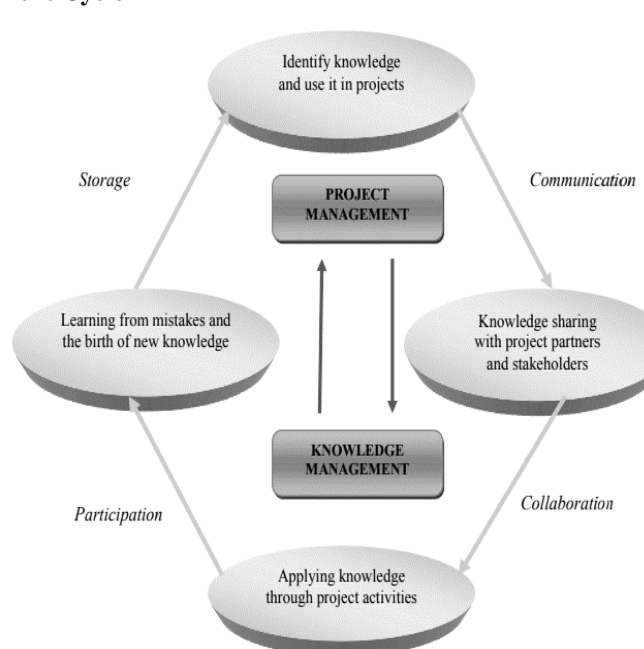 Identify knowledge
and use it in projects
Storage
Communication
PROJECT
MANAGEMENT
Learning from mistakes and
the birth of new knowledge
Knowledge sharing
with project partners
and stakeholders
KNOWLEDGE
MANAGEMENT
Participation
Collaboration
Applying knowledge
through project activities